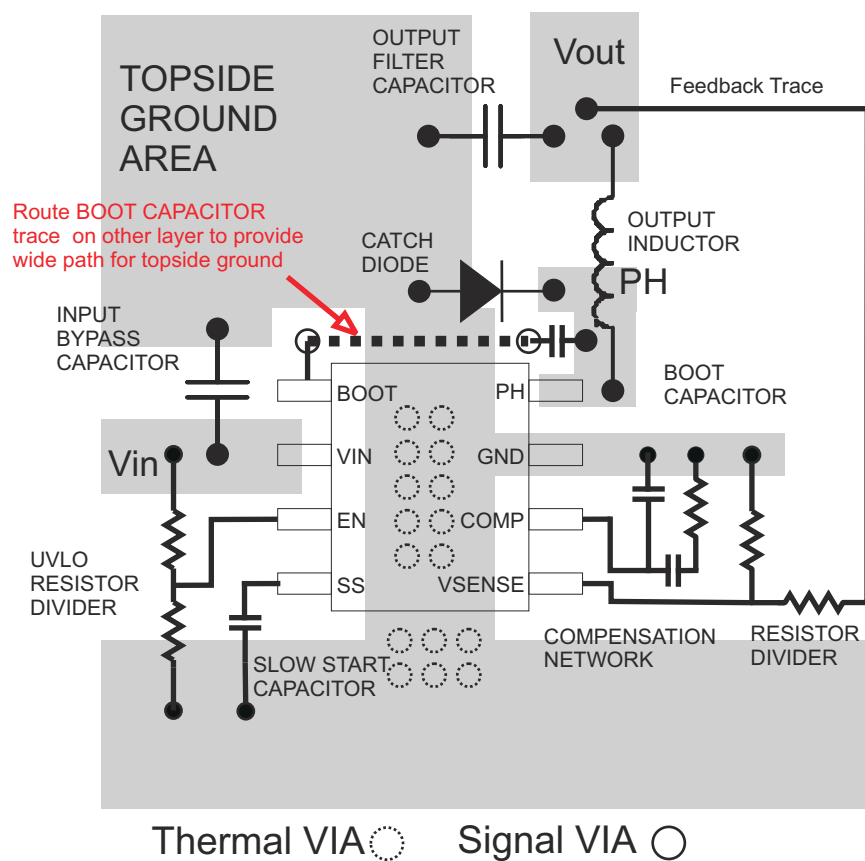 OUTPUT
FILTER
CAPACITOR
Vout
Feedback Trace
TOPSIDE
GROUND
AREA
Route BOOT CAPACITOR
trace on other layer to provide
wide path for topside ground
CATCH
DIODE
OUTPUT
INDUCTOR
PH
INPUT
BYPASS
CAPACITOR
BOOT
CAPACITOR
BOOT
PH
Vin
VIN
GND
EN
COMP
UVLO
RESISTOR
DIVIDER
SS
VSENSE
SLOW START
CAPACITOR
COMPENSATION
NETWORK
RESISTOR
DIVIDER
Thermal VIA
Signal VIA